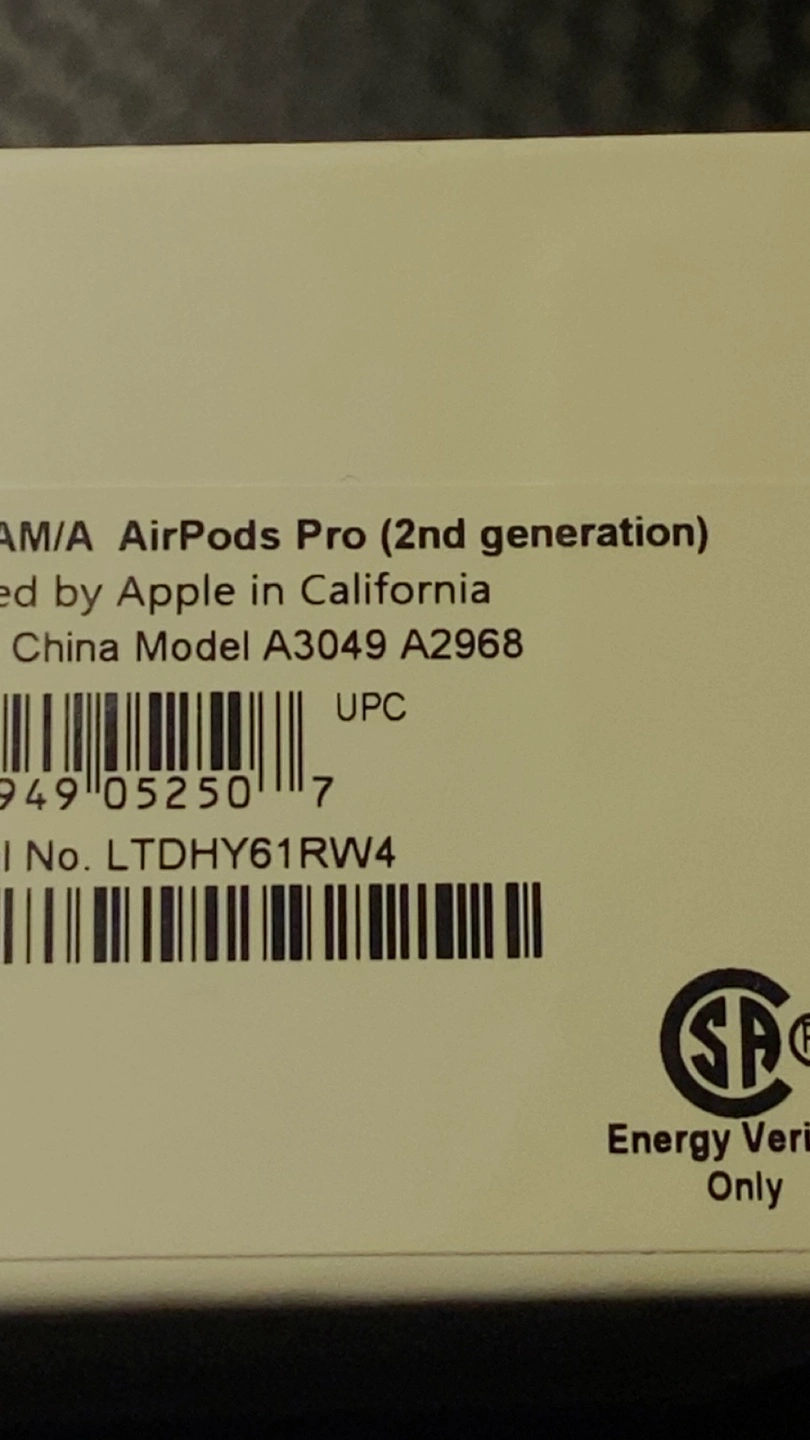 AM/A AirPods Pro (2nd generation)
ed by Apple in California
China Model A3049 A2968
UPC
949 05250 7
l No. LTDHY61RW4
SA
Energy Veri
Only